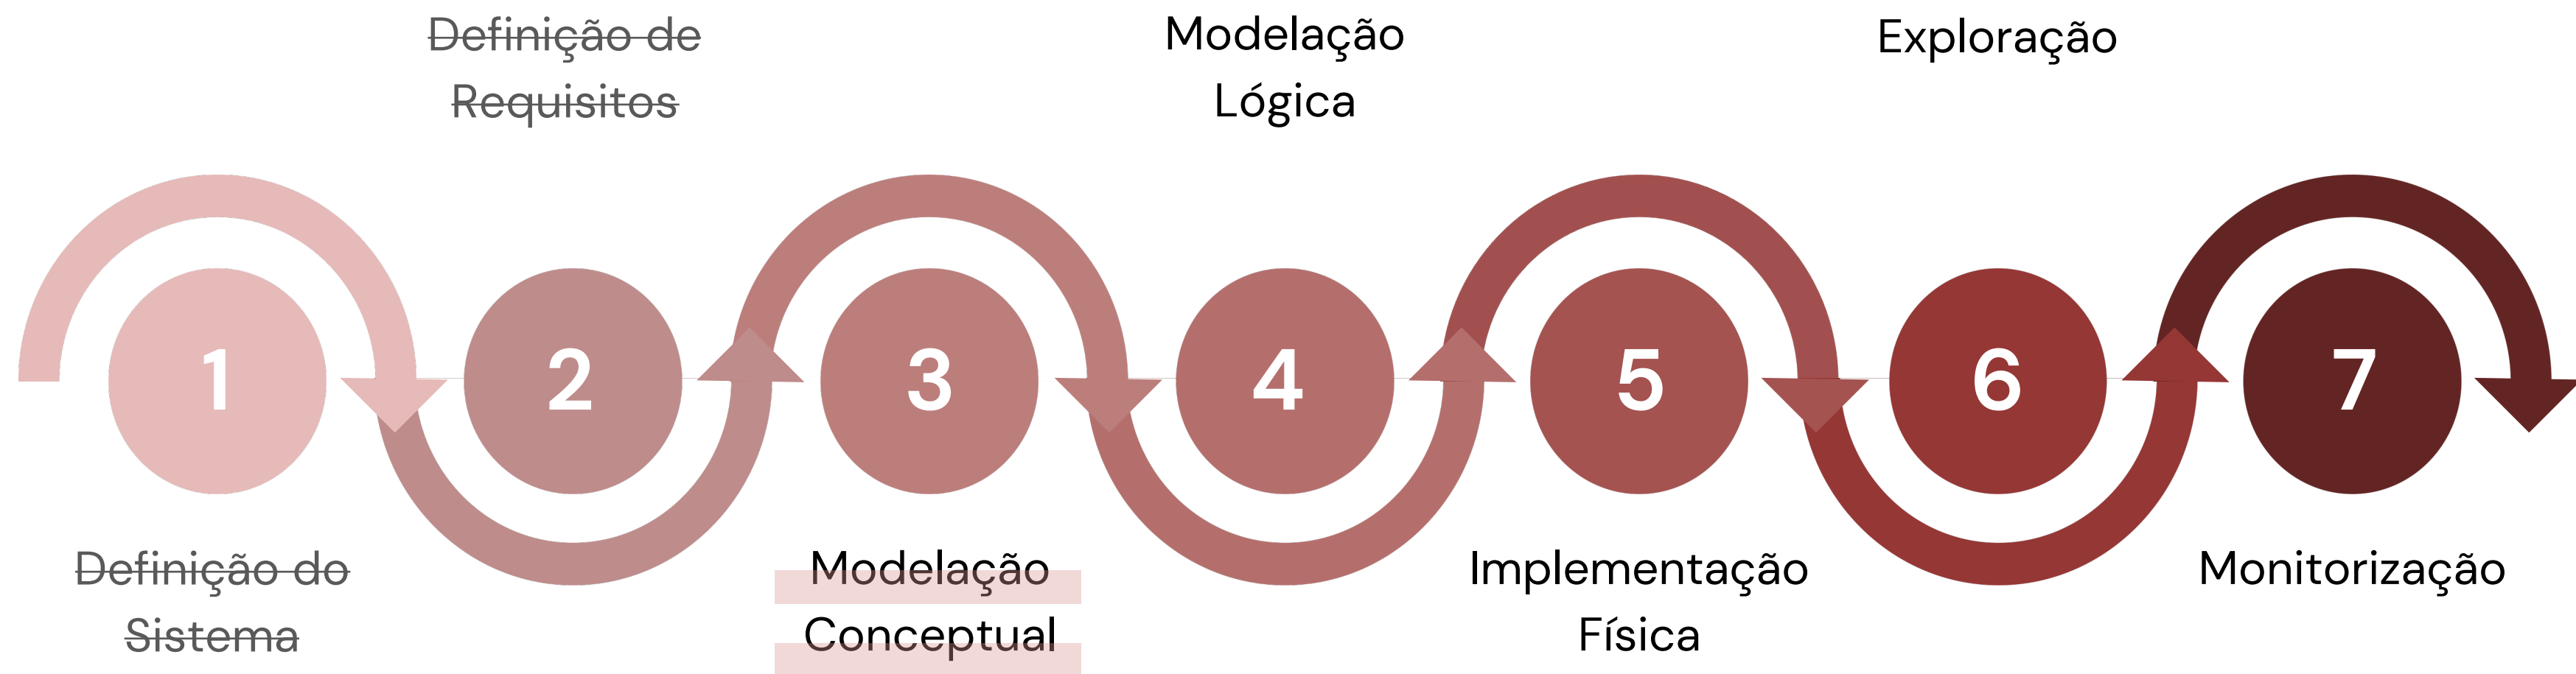 Definição de
Requisitos
Modelação
Lógica
Exploração
1
2
3
4
5
6
7
Definição do
Sistema
Modelação
Conceptual
Implementação
Física
Monitorização